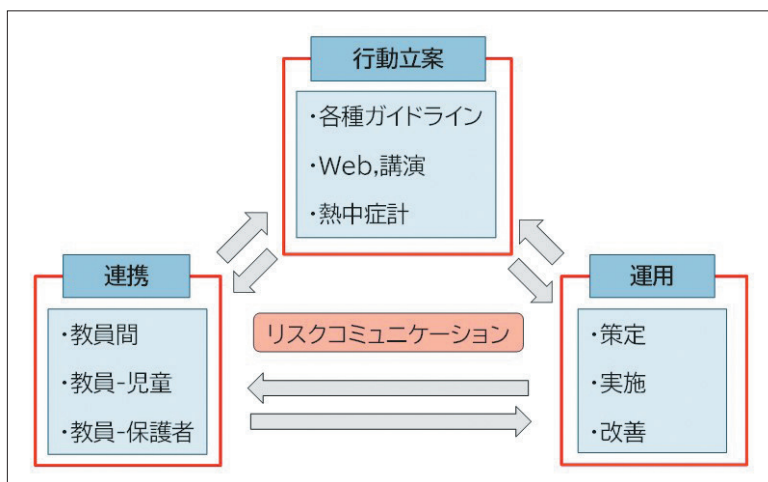 行動立案
・各種ガイドライン
・Web,講演
・熱中症計
連携
・教員間
・教員-児童
・教員-保護者
リスクコミュニケーション
運用
・策定
・実施
・改善